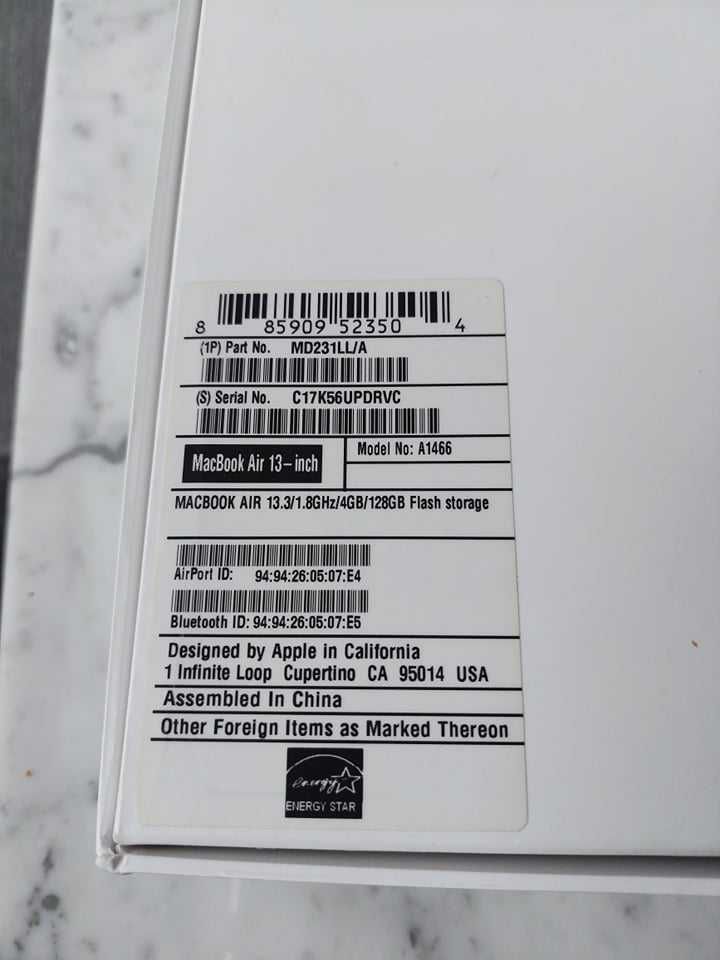 8 85909 52350 4
(1P) Part No. MD231LL/A
(S) Serial No. C17K56UPDRVC
MacBook Air 13-inch
Model No: A1466
MACBOOK AIR 13.3/1.8GHz/4GB/128GB Flash storage
AirPort ID: 94:94:26:05:07:E4
Bluetooth ID: 94:94:26:05:07:E5
Designed by Apple in California
1 Infinite Loop Cupertino CA 95014 USA
Assembled In China
Other Foreign Items as Marked Thereon
energy
ENERGY STAR